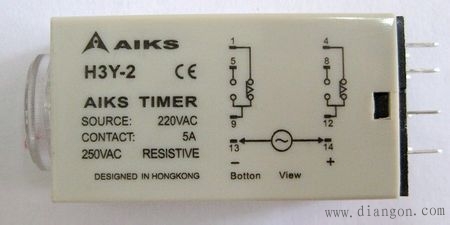 AIKS
H3Y-2 CE
AIKS TIMER
SOURCE: 220VAC
CONTACT: 5A
250VAC RESISTIVE
DESIGNED IN HONGKONG
1 4
5 8
9 12
13 14
- +
Botton View
www.diangon.com